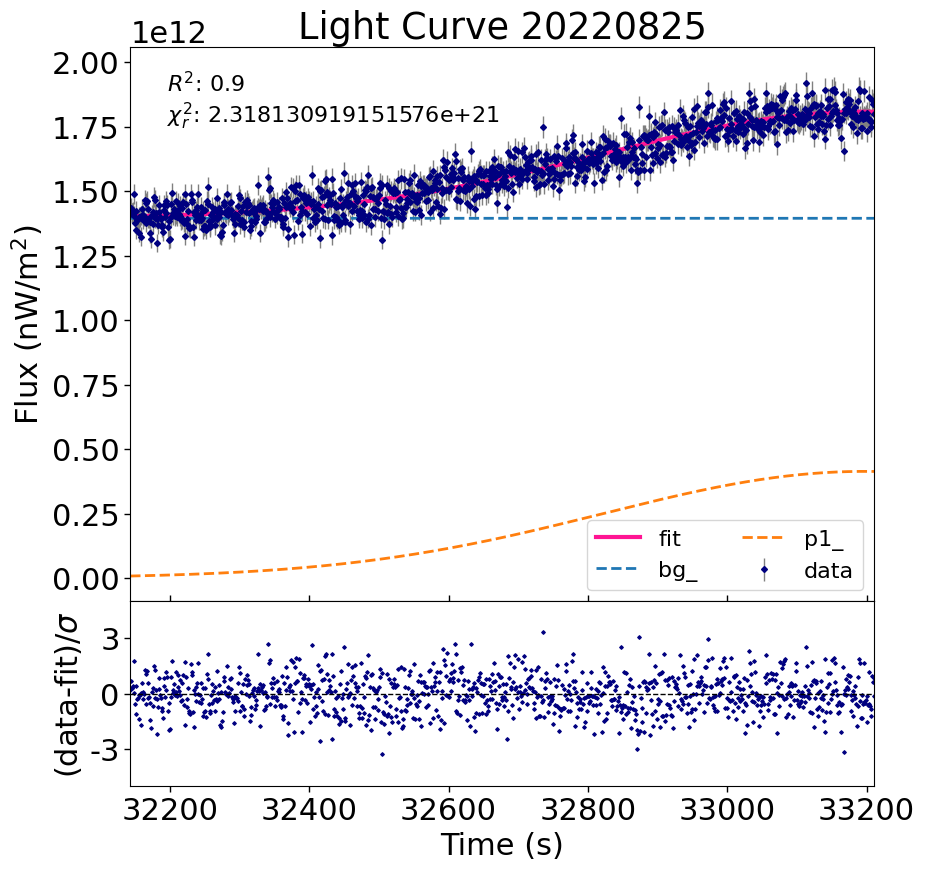 Light Curve 20220825
1e12
R²: 0.9
χ²ᵣ: 2.318130919151576e+21
Flux (nW/m²)
2.00
1.75
1.50
1.25
1.00
0.75
0.50
0.25
0.00
fit
bg_
p1_
data
(data-fit)/σ
3
0
-3
32200 32400 32600 32800 33000 33200
Time (s)